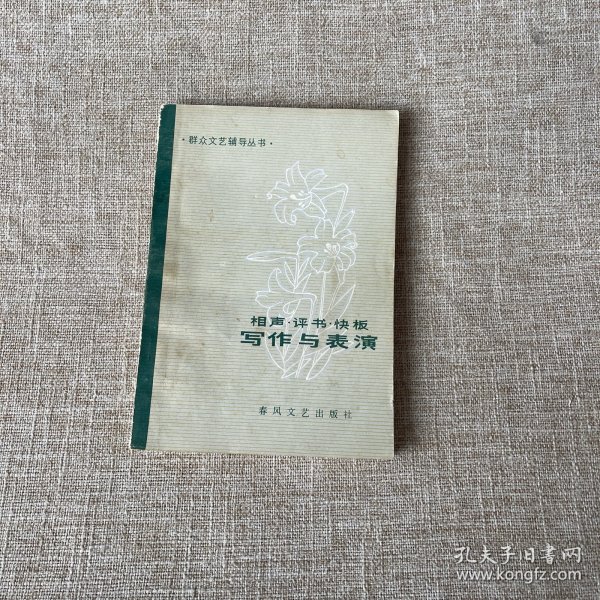 ·群众文艺辅导丛书·
相声·评书·快板
写作与表演
春风文艺出版社
孔夫子旧书网
www.kongfz.com